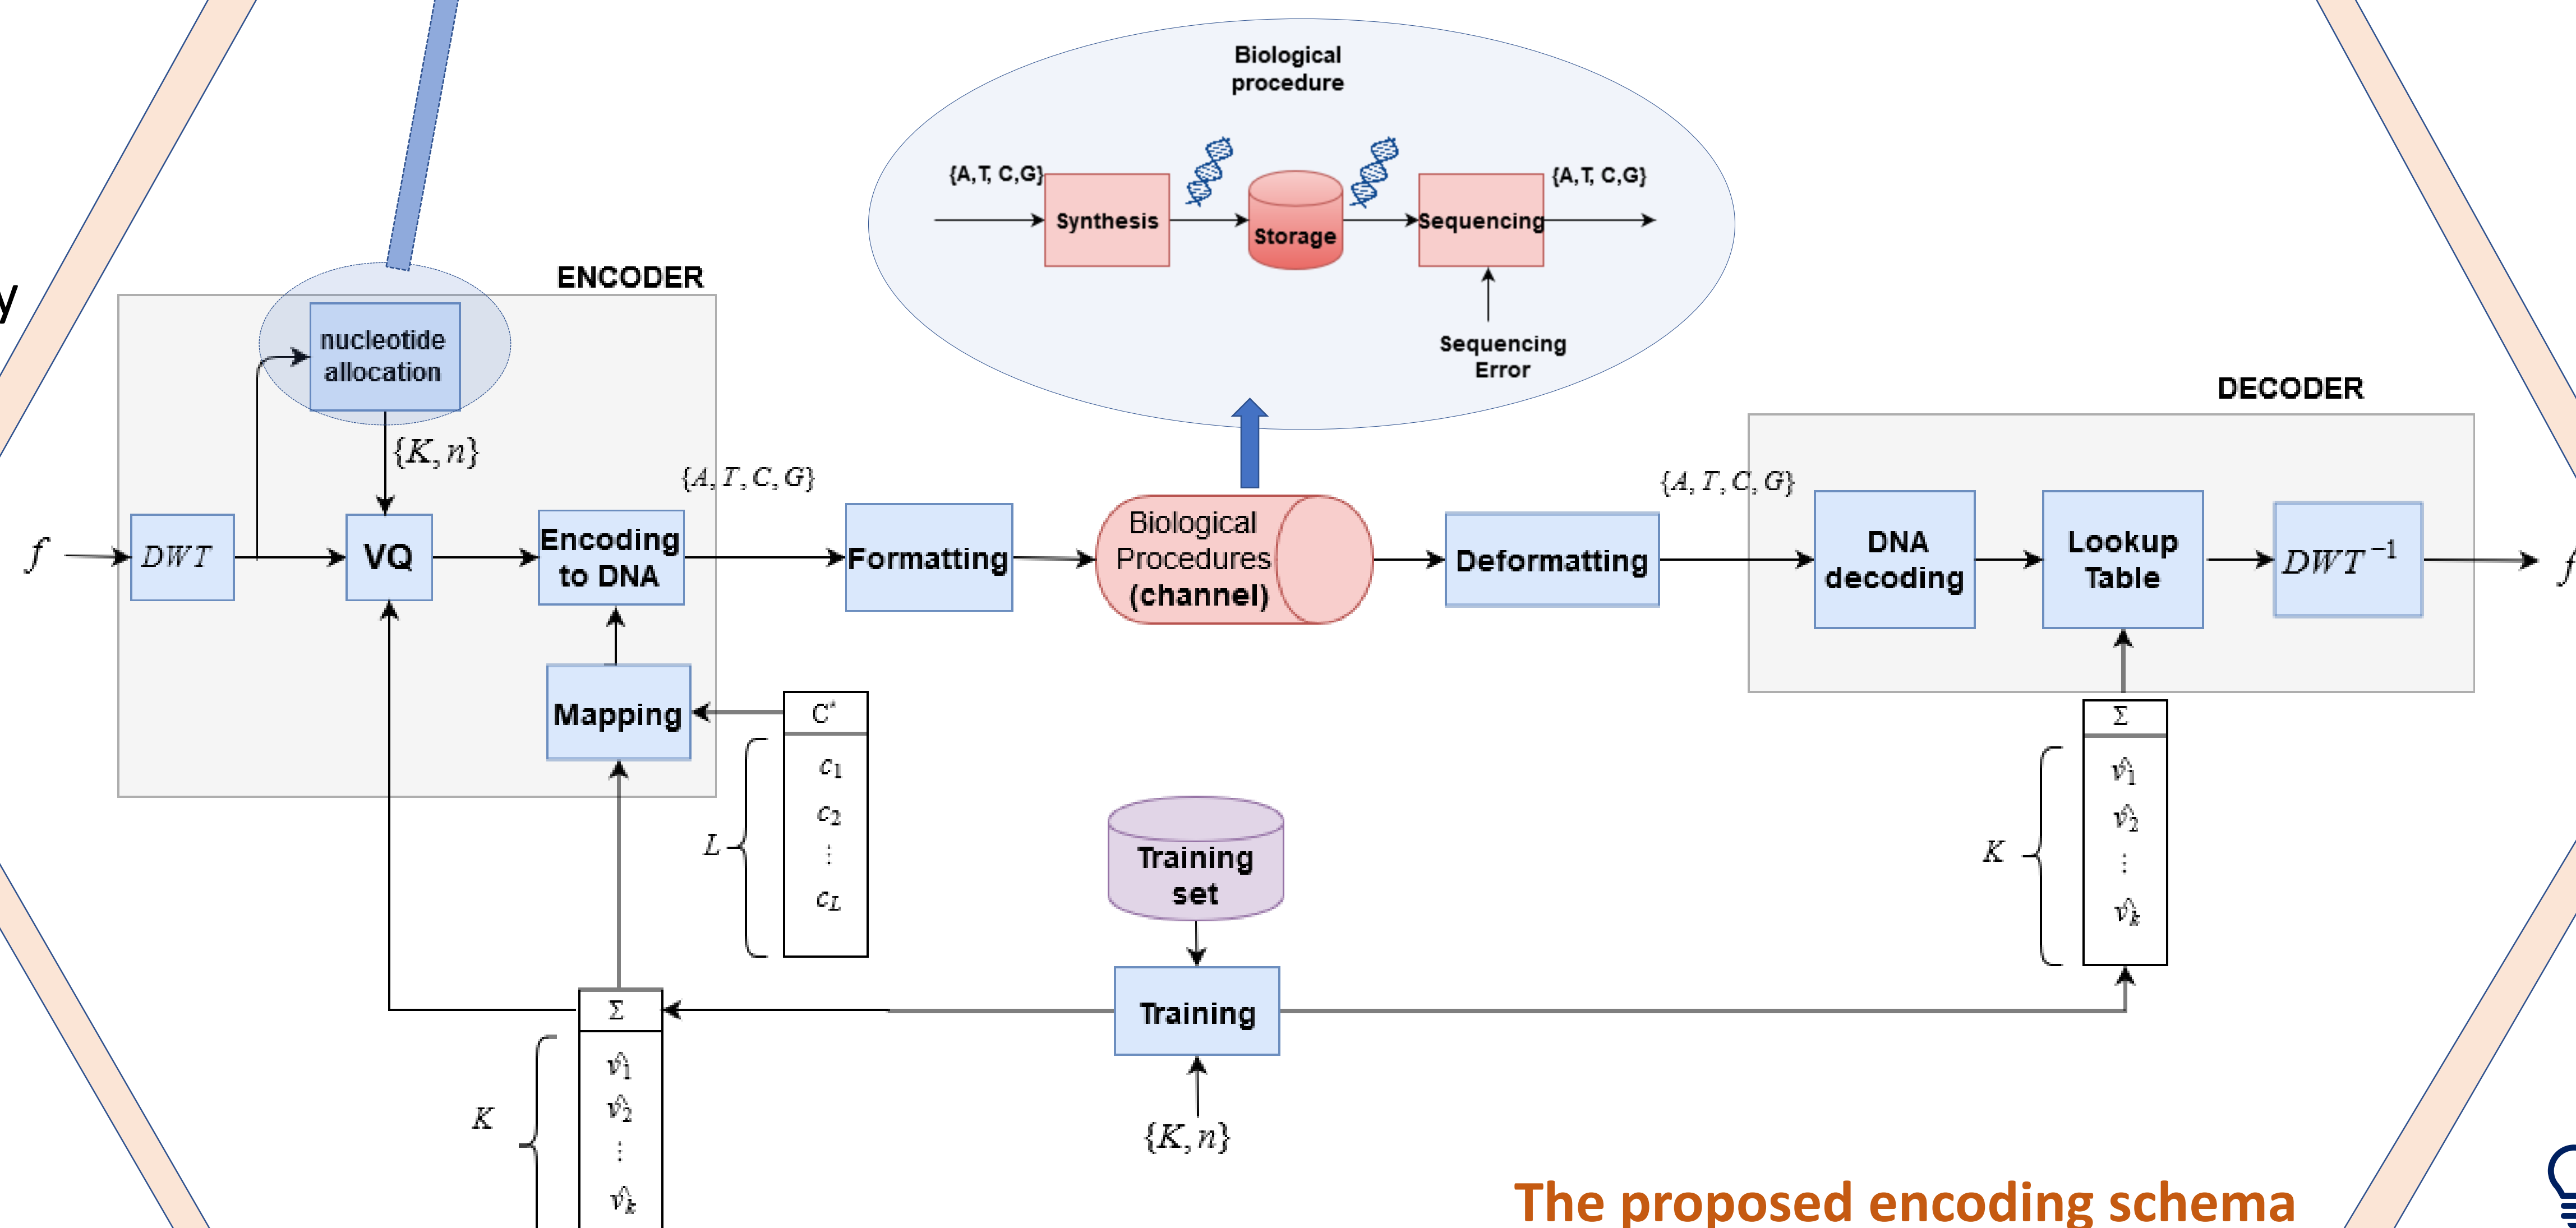 Biological
procedure
{A,T, C,G}
{A,T, C,G}
Synthesis
Storage
Sequencing
Sequencing
Error
y
ENCODER
nucleotide
allocation
{K, n}
{A, T, C, G}
f
DWT
VQ
Encoding
to DNA
Mapping
Formatting
Biological
Procedures
(channel)
Deformatting
{A, T, C, G}
DECODER
DNA
decoding
Lookup
Table
DWT⁻¹
f
C*
c₁
c₂
⋮
c_L
L
Training
set
Training
{K, n}
Σ
v̂₁
v̂₂
⋮
v̂ₖ
K
Σ
v̂₁
v̂₂
⋮
v̂ₖ
K
The proposed encoding schema